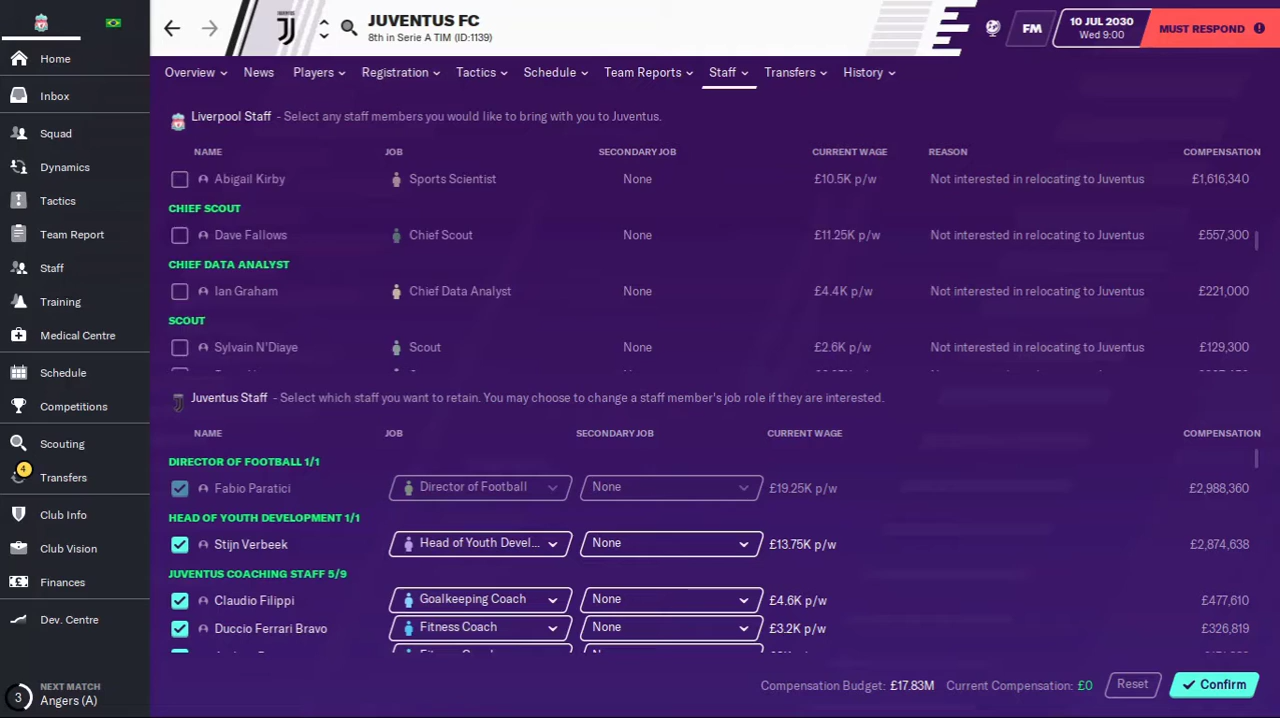 JUVENTUS FC
8th in Serie A TIM (ID:1139)
FM
10 JUL 2030
Wed 9:00
MUST RESPOND
Home
Inbox
Squad
Dynamics
Tactics
Team Report
Staff
Training
Medical Centre
Schedule
Competitions
Scouting
4
Transfers
Club Info
Club Vision
Finances
Dev. Centre
3
NEXT MATCH
Angers (A)
Overview News Players Registration Tactics Schedule Team Reports Staff Transfers History
Liverpool Staff - Select any staff members you would like to bring with you to Juventus.
NAME JOB SECONDARY JOB CURRENT WAGE REASON COMPENSATION
Abigail Kirby Sports Scientist None £10.5K p/w Not interested in relocating to Juventus £1,616,340
CHIEF SCOUT
Dave Fallows Chief Scout None £11.25K p/w Not interested in relocating to Juventus £557,300
CHIEF DATA ANALYST
Ian Graham Chief Data Analyst None £4.4K p/w Not interested in relocating to Juventus £221,000
SCOUT
Sylvain N'Diaye Scout None £2.6K p/w Not interested in relocating to Juventus £129,300
Juventus Staff - Select which staff you want to retain. You may choose to change a staff member's job role if they are interested.
NAME JOB SECONDARY JOB CURRENT WAGE COMPENSATION
DIRECTOR OF FOOTBALL 1/1
Fabio Paratici Director of Football None £19.25K p/w £2,988,360
HEAD OF YOUTH DEVELOPMENT 1/1
Stijn Verbeek Head of Youth Devel... None £13.75K p/w £2,874,638
JUVENTUS COACHING STAFF 5/9
Claudio Filippi Goalkeeping Coach None £4.6K p/w £477,610
Duccio Ferrari Bravo Fitness Coach None £3.2K p/w £326,819
Compensation Budget: £17.83M Current Compensation: £0 Reset Confirm